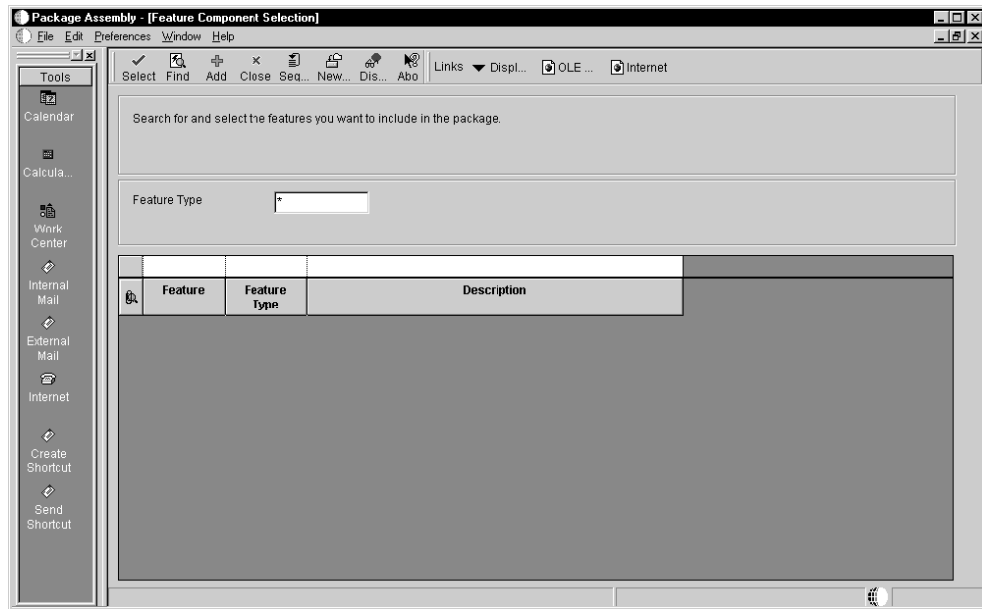 Package Assembly - [Feature Component Selection]
File Edit Preferences Window Help
Select Find Add Close Seq... New... Dis... Abo Links Displ... OLE ... Internet
Tools
Calendar
Calcula...
Work
Center
Internal
Mail
External
Mail
Internet
Create
Shortcut
Send
Shortcut
Search for and select the features you want to include in the package.
Feature Type *
Feature Feature Type Description